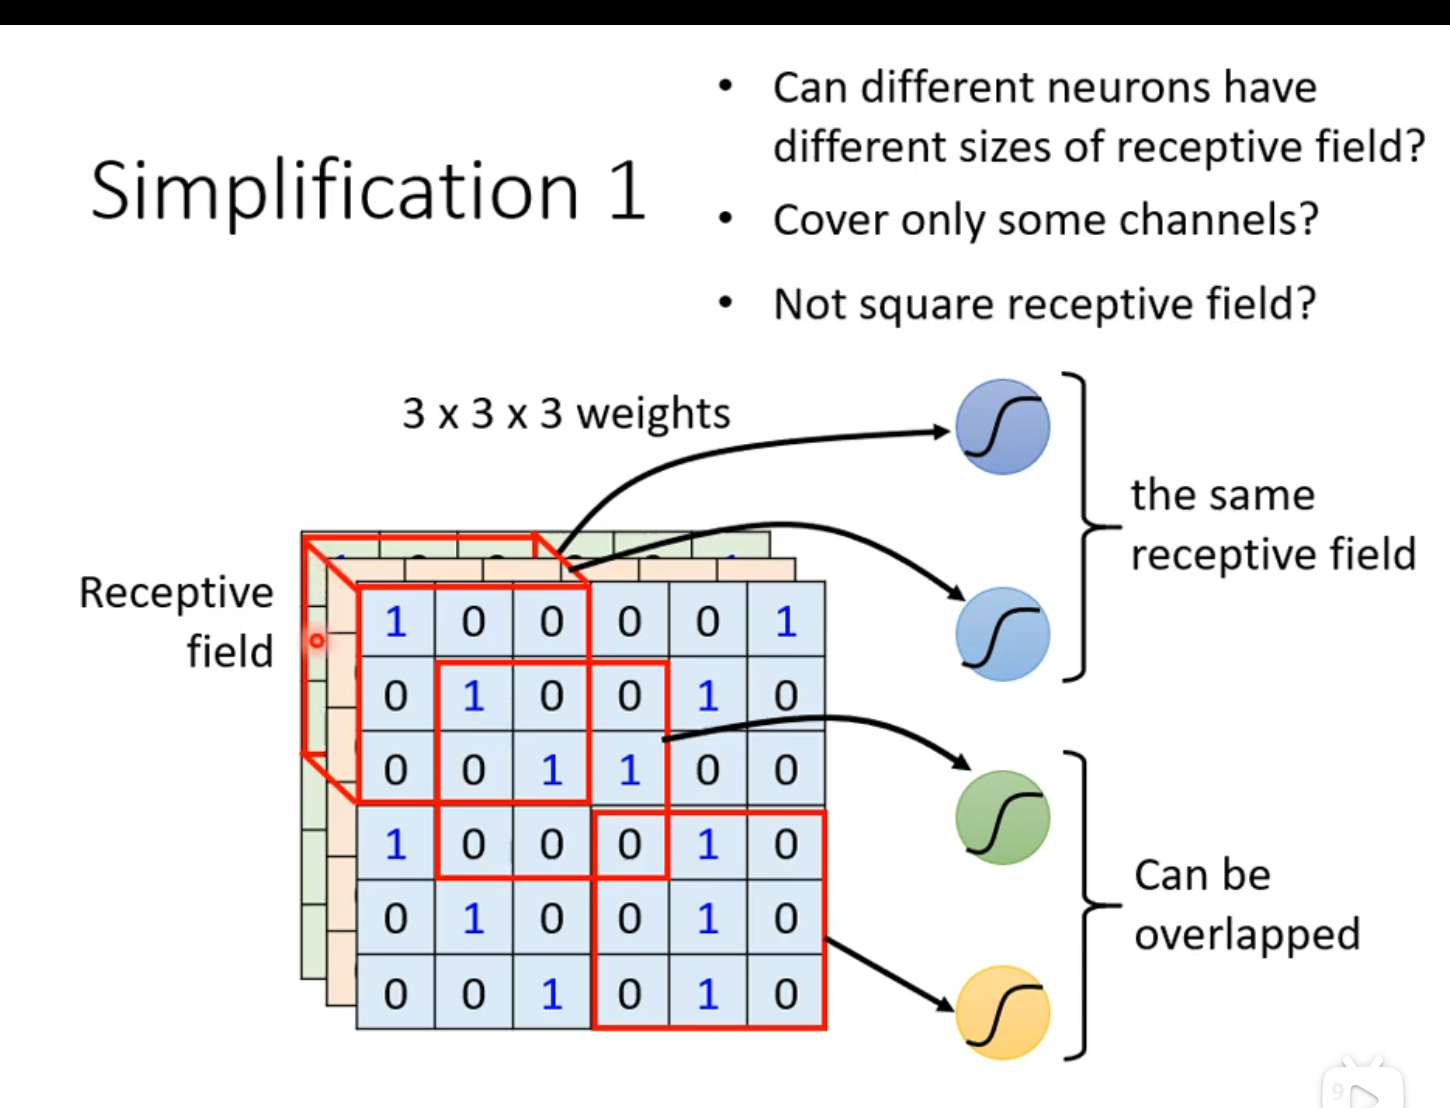 • Can different neurons have
different sizes of receptive field?
Simplification 1
• Cover only some channels?
• Not square receptive field?
3 x 3 x 3 weights
the same
receptive field
Receptive
field
1 0 0 0 0 1
0 1 0 0 1 0
0 0 1 1 0 0
1 0 0 0 1 0
0 1 0 0 1 0
0 0 1 0 1 0
Can be
overlapped
9